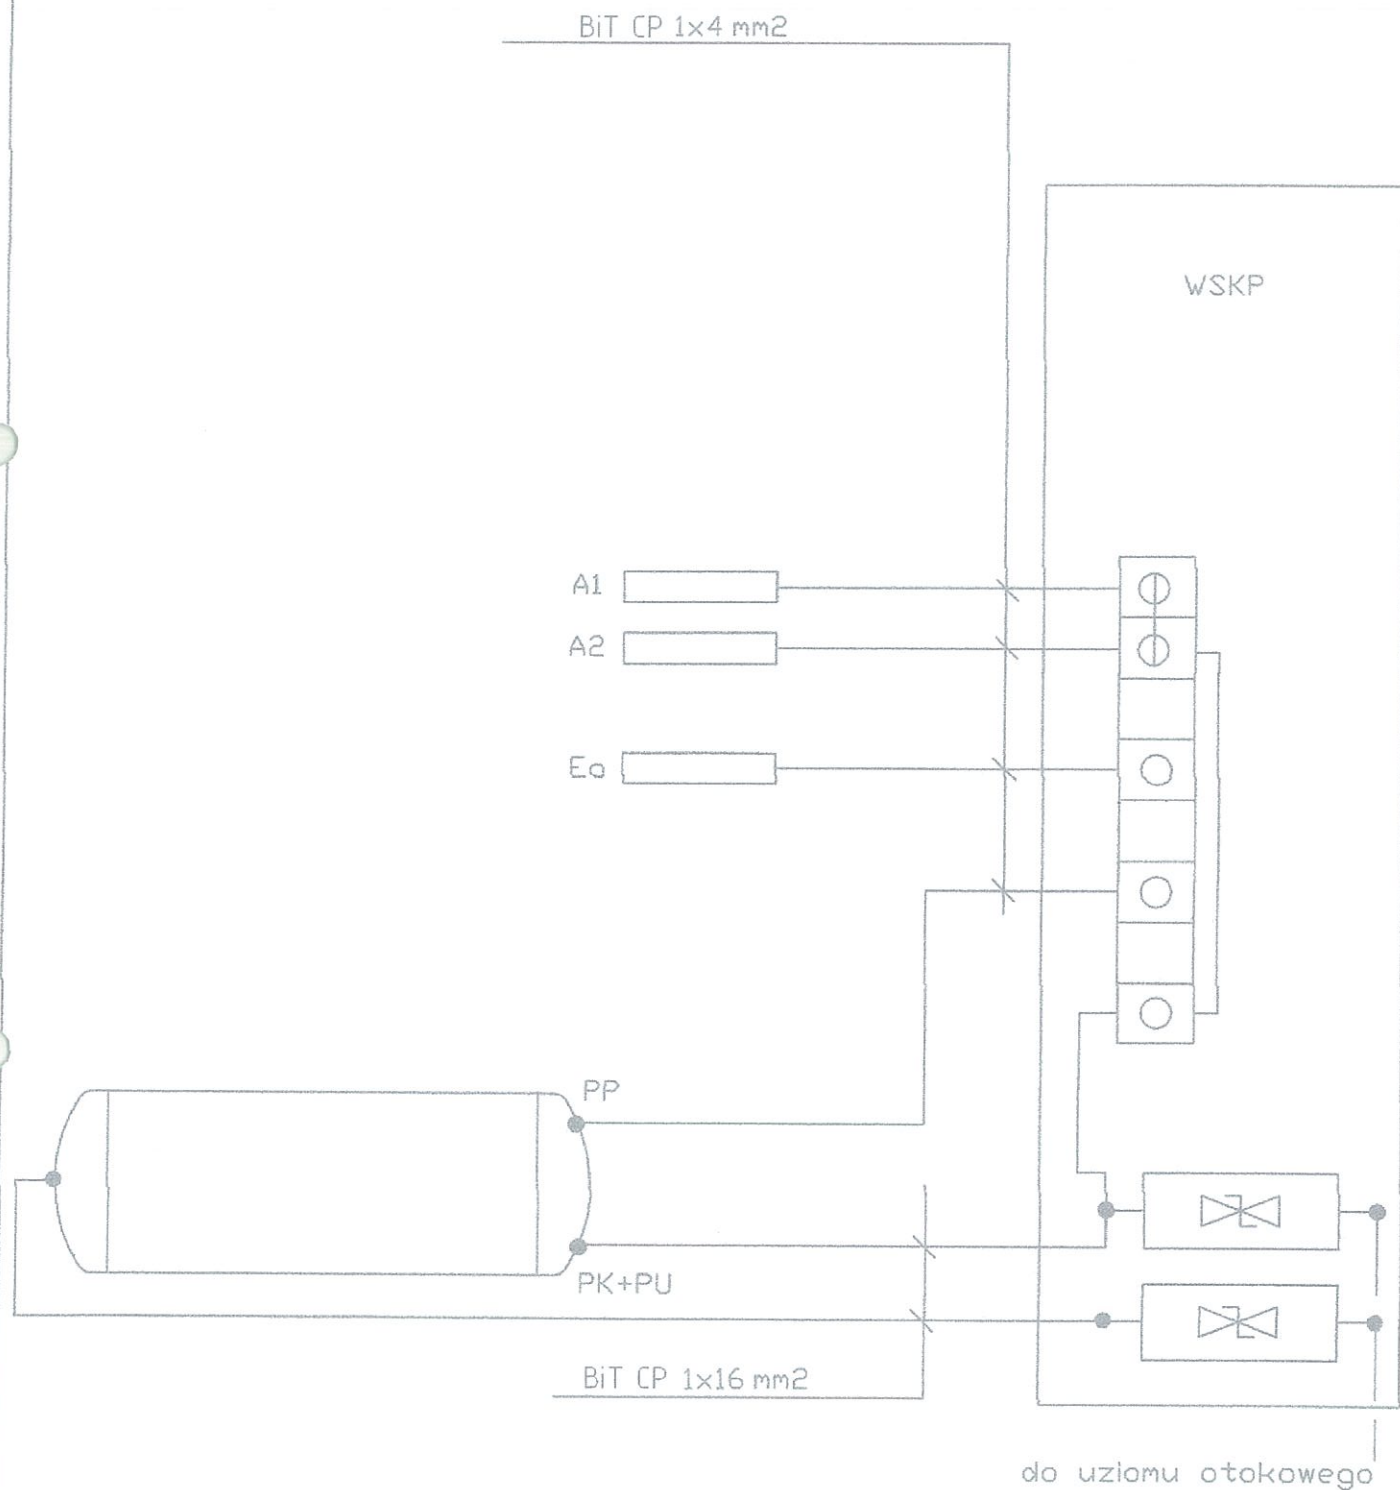 BiT CP 1x4 mm2
WSKP
A1
A2
Eo
PP
PK+PU
BiT CP 1x16 mm2
do uziomu otokowego